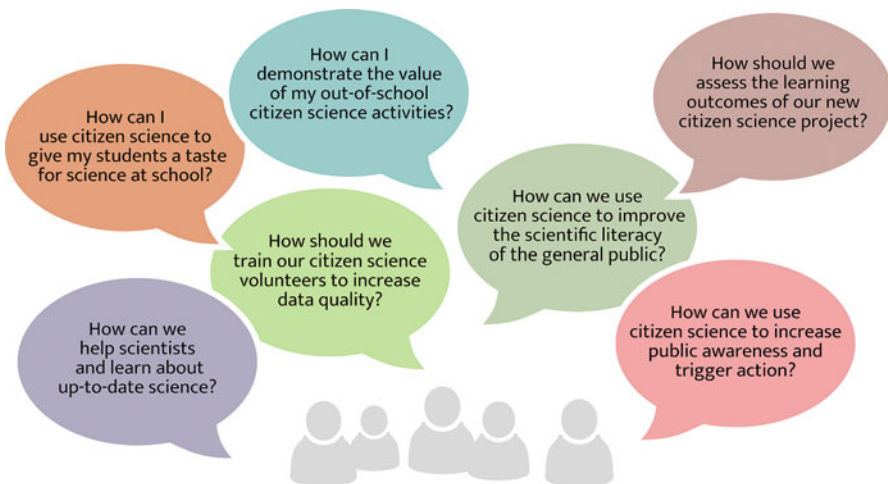 How can I
use citizen science to
give my students a taste
for science at school?
How can I
demonstrate the value
of my out-of-school
citizen science activities?
How should we
assess the learning
outcomes of our new
citizen science project?
How should we
train our citizen science
volunteers to increase
data quality?
How can we use
citizen science to improve
the scientific literacy
of the general public?
How can we
help scientists
and learn about
up-to-date science?
How can we use
citizen science to increase
public awareness and
trigger action?